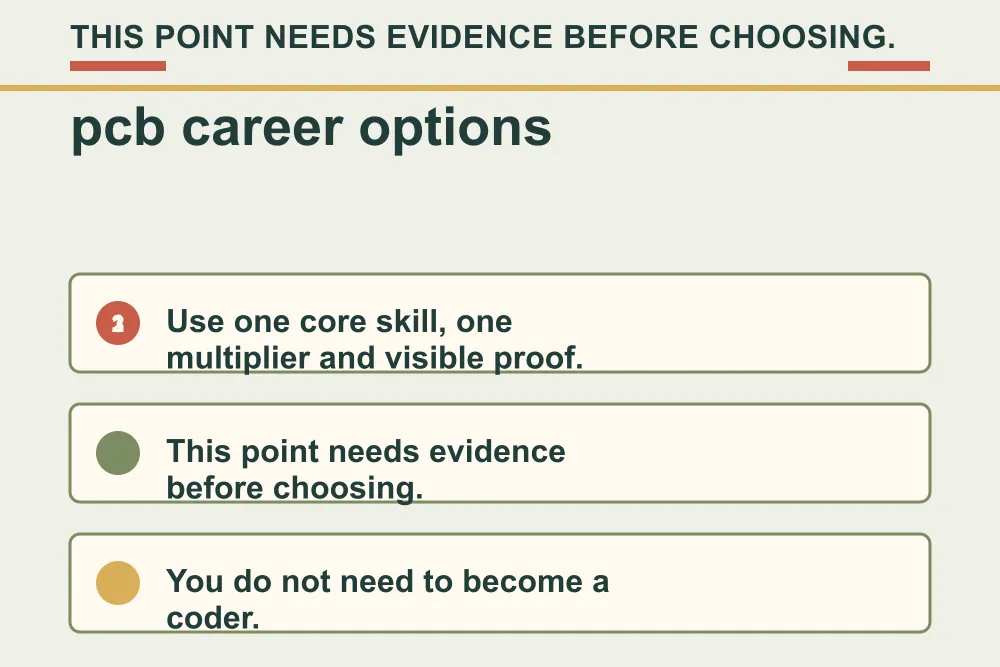 THIS POINT NEEDS EVIDENCE BEFORE CHOOSING.
pcb career options
Use one core skill, one
multiplier and visible proof.
This point needs evidence
before choosing.
You do not need to become a
coder.